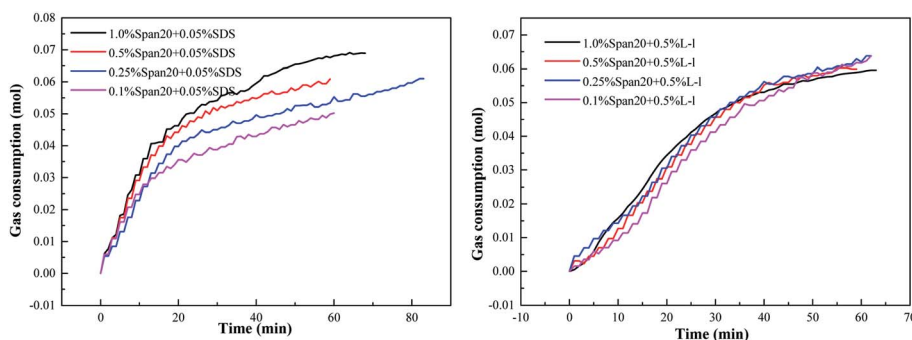 0.08
0.07
0.06
0.05
0.04
0.03
0.02
0.01
0.00
-0.01
Gas consumption (mol)
1.0%Span20+0.05%SDS
0.5%Span20+0.05%SDS
0.25%Span20+0.05%SDS
0.1%Span20+0.05%SDS
0 20 40 60 80
Time (min)
0.07
0.06
0.05
0.04
0.03
0.02
0.01
0.00
-0.01
Gas consumption (mol)
1.0%Span20+0.5%L-l
0.5%Span20+0.5%L-l
0.25%Span20+0.5%L-l
0.1%Span20+0.5%L-l
-10 0 10 20 30 40 50 60 70
Time (min)